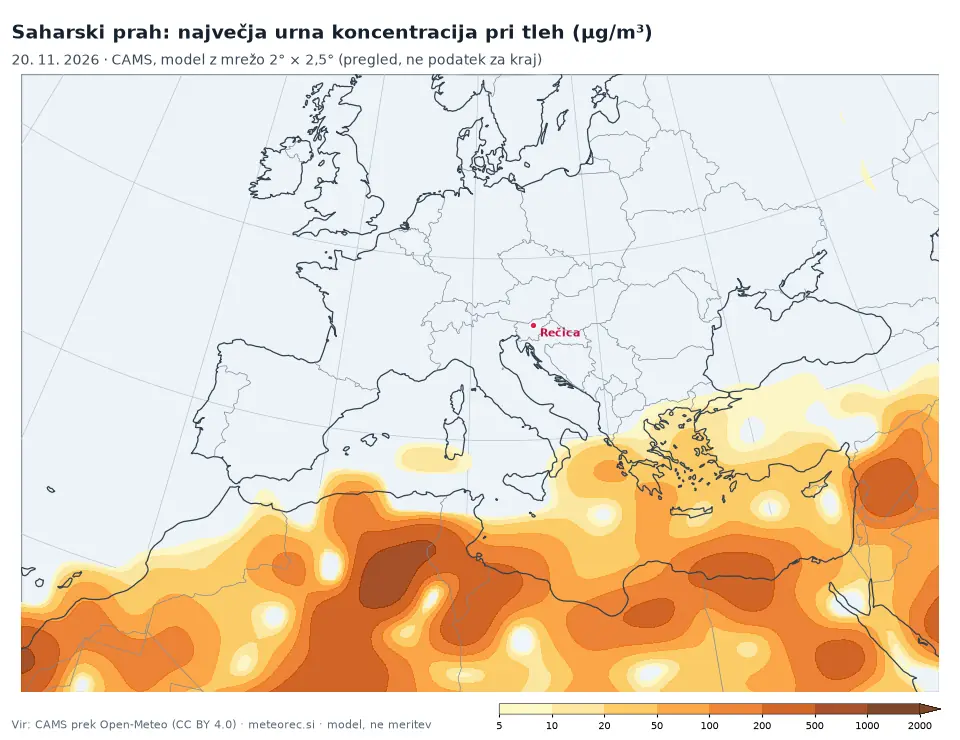 Saharski prah: največja urna koncentracija pri tleh (µg/m³)
20. 11. 2026 · CAMS, model z mrežo 2° × 2,5° (pregled, ne podatek za kraj)
Rečica
Vir: CAMS prek Open-Meteo (CC BY 4.0) · meteorec.si · model, ne meritev
5 10 20 50 100 200 500 1000 2000